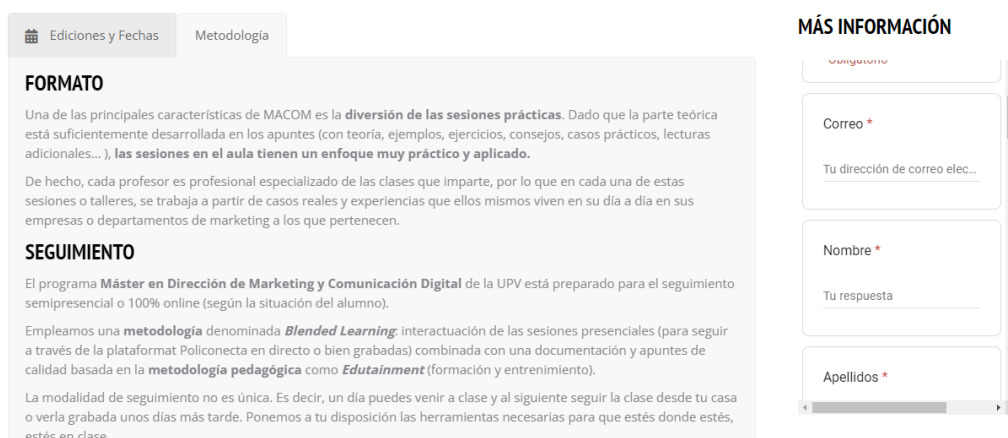 Ediciones y Fechas
Metodología
FORMATO
Una de las principales características de MACOM es la diversión de las sesiones prácticas. Dado que la parte teórica
está suficientemente desarrollada en los apuntes (con teoría, ejemplos, ejercicios, consejos, casos prácticos, lecturas
adicionales... ), las sesiones en el aula tienen un enfoque muy práctico y aplicado.
De hecho, cada profesor es profesional especializado de las clases que imparte, por lo que en cada una de estas
sesiones o talleres, se trabaja a partir de casos reales y experiencias que ellos mismos viven en su día a día en sus
empresas o departamentos de marketing a los que pertenecen.
SEGUIMIENTO
El programa Máster en Dirección de Marketing y Comunicación Digital de la UPV está preparado para el seguimiento
semipresencial o 100% online (según la situación del alumno).
Empleamos una metodología denominada Blended Learning: interactuación de las sesiones presenciales (para seguir
a través de la plataformat Policonecta en directo o bien grabadas) combinada con una documentación y apuntes de
calidad basada en la metodología pedagógica como Edutainment (formación y entrenimiento).
La modalidad de seguimiento no es única. Es decir, un día puedes venir a clase y al siguiente seguir la clase desde tu casa
o verla grabada unos días más tarde. Ponemos a tu disposición las herramientas necesarias para que estés donde estés,
estés en clase.
MÁS INFORMACIÓN
Obligatorio
Correo *
Tu dirección de correo elec...
Nombre *
Tu respuesta
Apellidos *